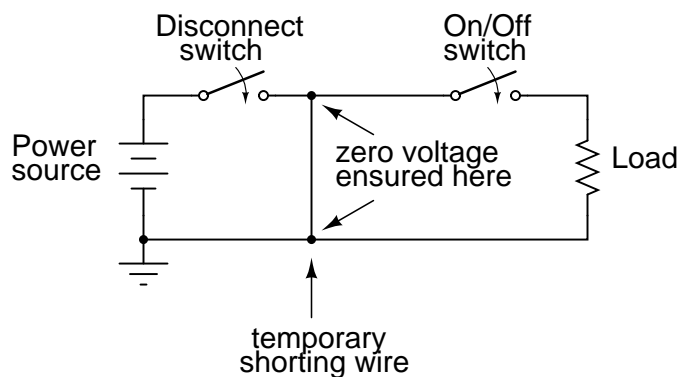 Disconnect
switch
On/Off
switch
Power
source
zero voltage
ensured here
Load
temporary
shorting wire